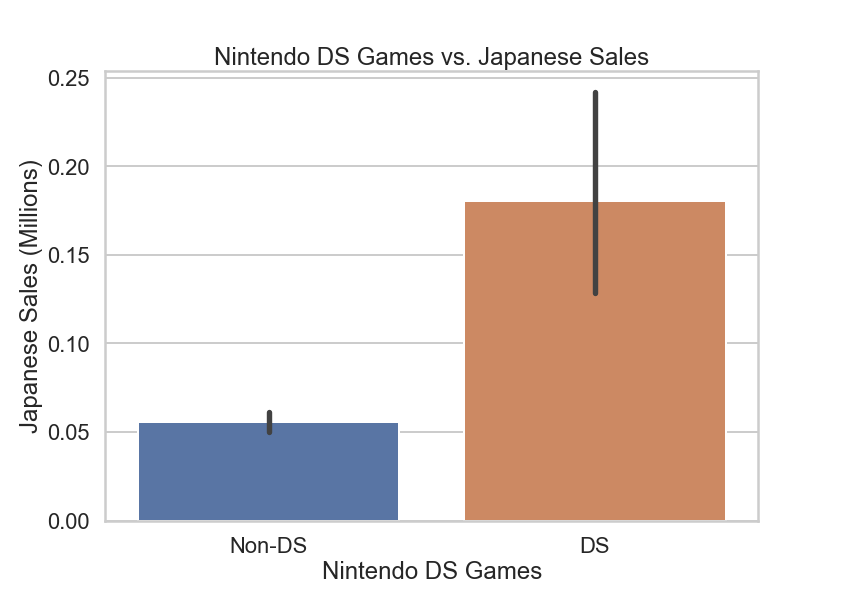 Nintendo DS Games vs. Japanese Sales
Japanese Sales (Millions)
0.25
0.20
0.15
0.10
0.05
0.00
Non-DS
DS
Nintendo DS Games